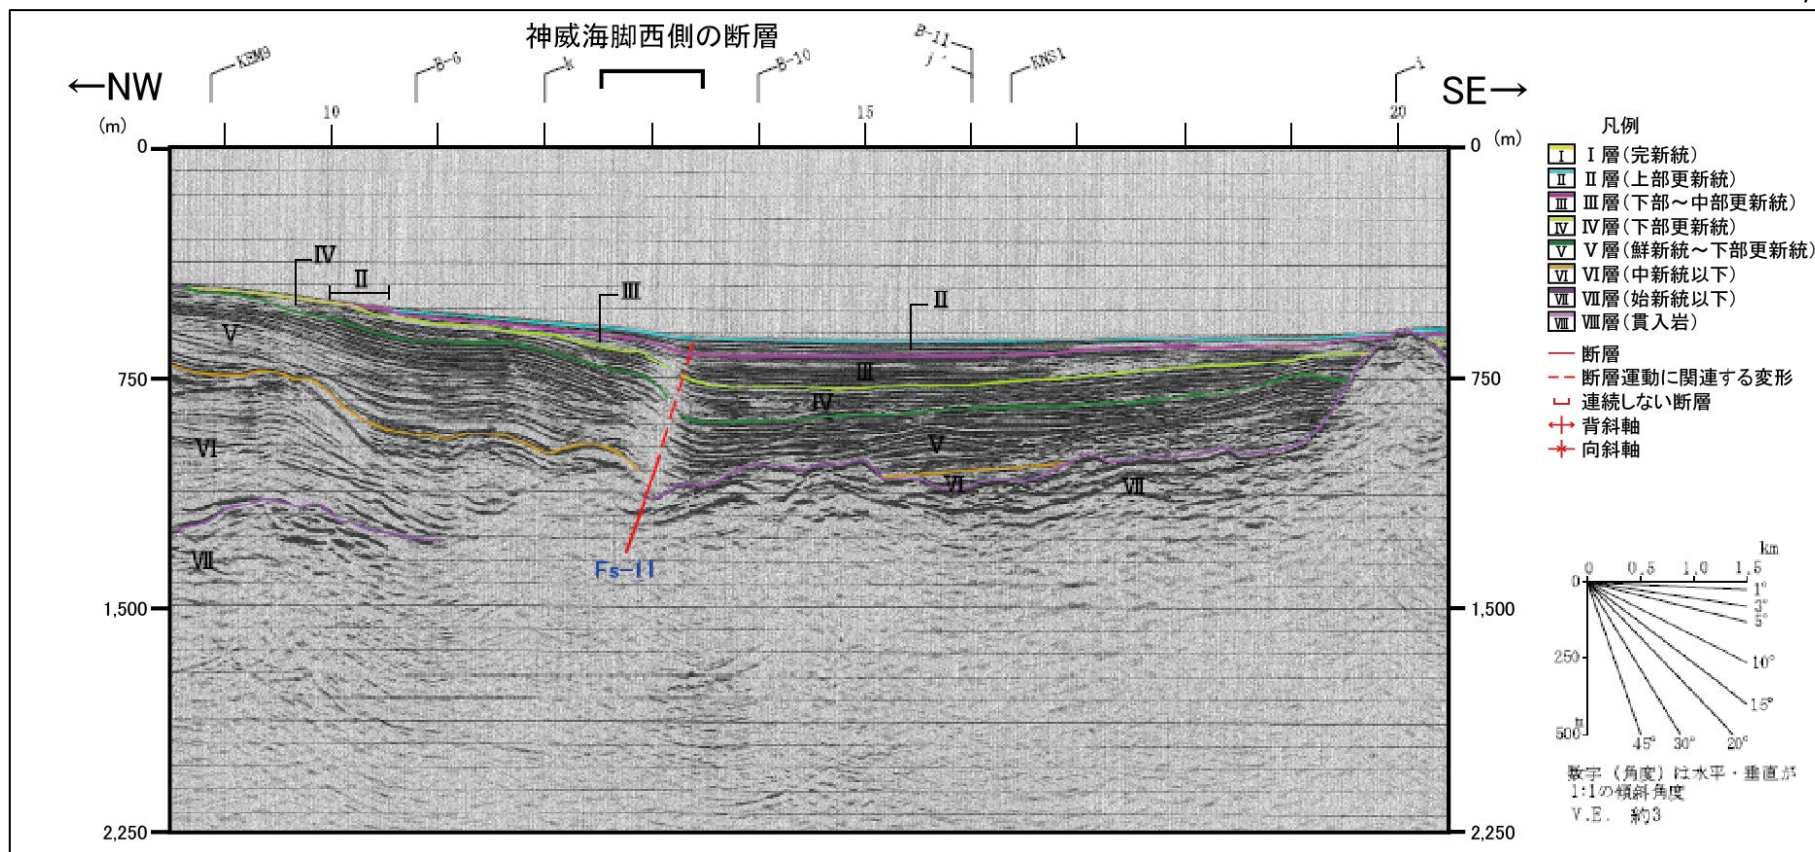 神威海脚西側の断層
KEM9
B-6
k
B-10
B-11
j'
KNS1
i
←NW
SE→
10
15
20
(m)
(m)
0
0
750
750
1,500
1,500
2,250
2,250
Ⅳ
Ⅱ
Ⅲ
Ⅱ
Ⅴ
Ⅲ
Ⅳ
Ⅴ
Ⅵ
Ⅵ
Ⅶ
Ⅶ
Fs-11
凡例
Ⅰ Ⅰ層(完新統)
Ⅱ Ⅱ層(上部更新統)
Ⅲ Ⅲ層(下部～中部更新統)
Ⅳ Ⅳ層(下部更新統)
Ⅴ Ⅴ層(鮮新統～下部更新統)
Ⅵ Ⅵ層(中新統以下)
Ⅶ Ⅶ層(始新統以下)
Ⅷ Ⅷ層(貫入岩)
断層
断層運動に関連する変形
連続しない断層
背斜軸
向斜軸
km
0 0.5 1.0 1.5
0
250
500
m
1°
3°
5°
10°
15°
20°
30°
45°
数字(角度)は水平・垂直が
1:1の傾斜角度
V.E. 約3